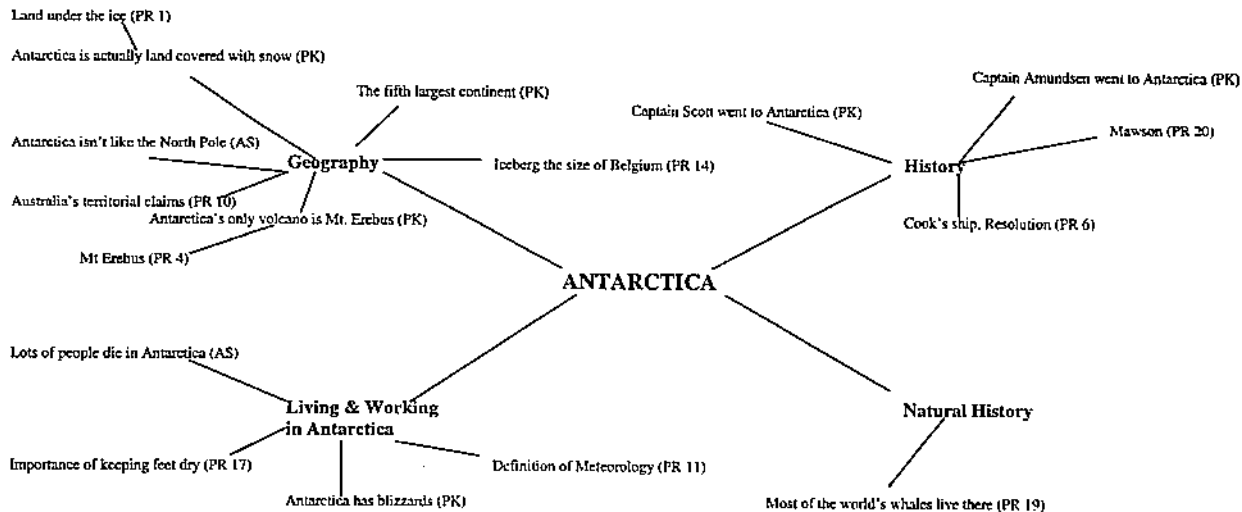 Land under the ice (PR 1)
Antarctica is actually land covered with snow (PK)
The fifth largest continent (PK)
Captain Amundsen went to Antarctica (PK)
Captain Scott went to Antarctica (PK)
Mawson (PR 20)
Antarctica isn't like the North Pole (AS)
Geography
Iceberg the size of Belgium (PR 14)
History
Australia's territorial claims (PR 10)
Antarctica's only volcano is Mt. Erebus (PK)
Cook's ship, Resolution (PR 6)
Mt Erebus (PR 4)
ANTARCTICA
Lots of people die in Antarctica (AS)
Living & Working
in Antarctica
Natural History
Importance of keeping feet dry (PR 17)
Definition of Meteorology (PR 11)
Antarctica has blizzards (PK)
Most of the world's whales live there (PR 19)